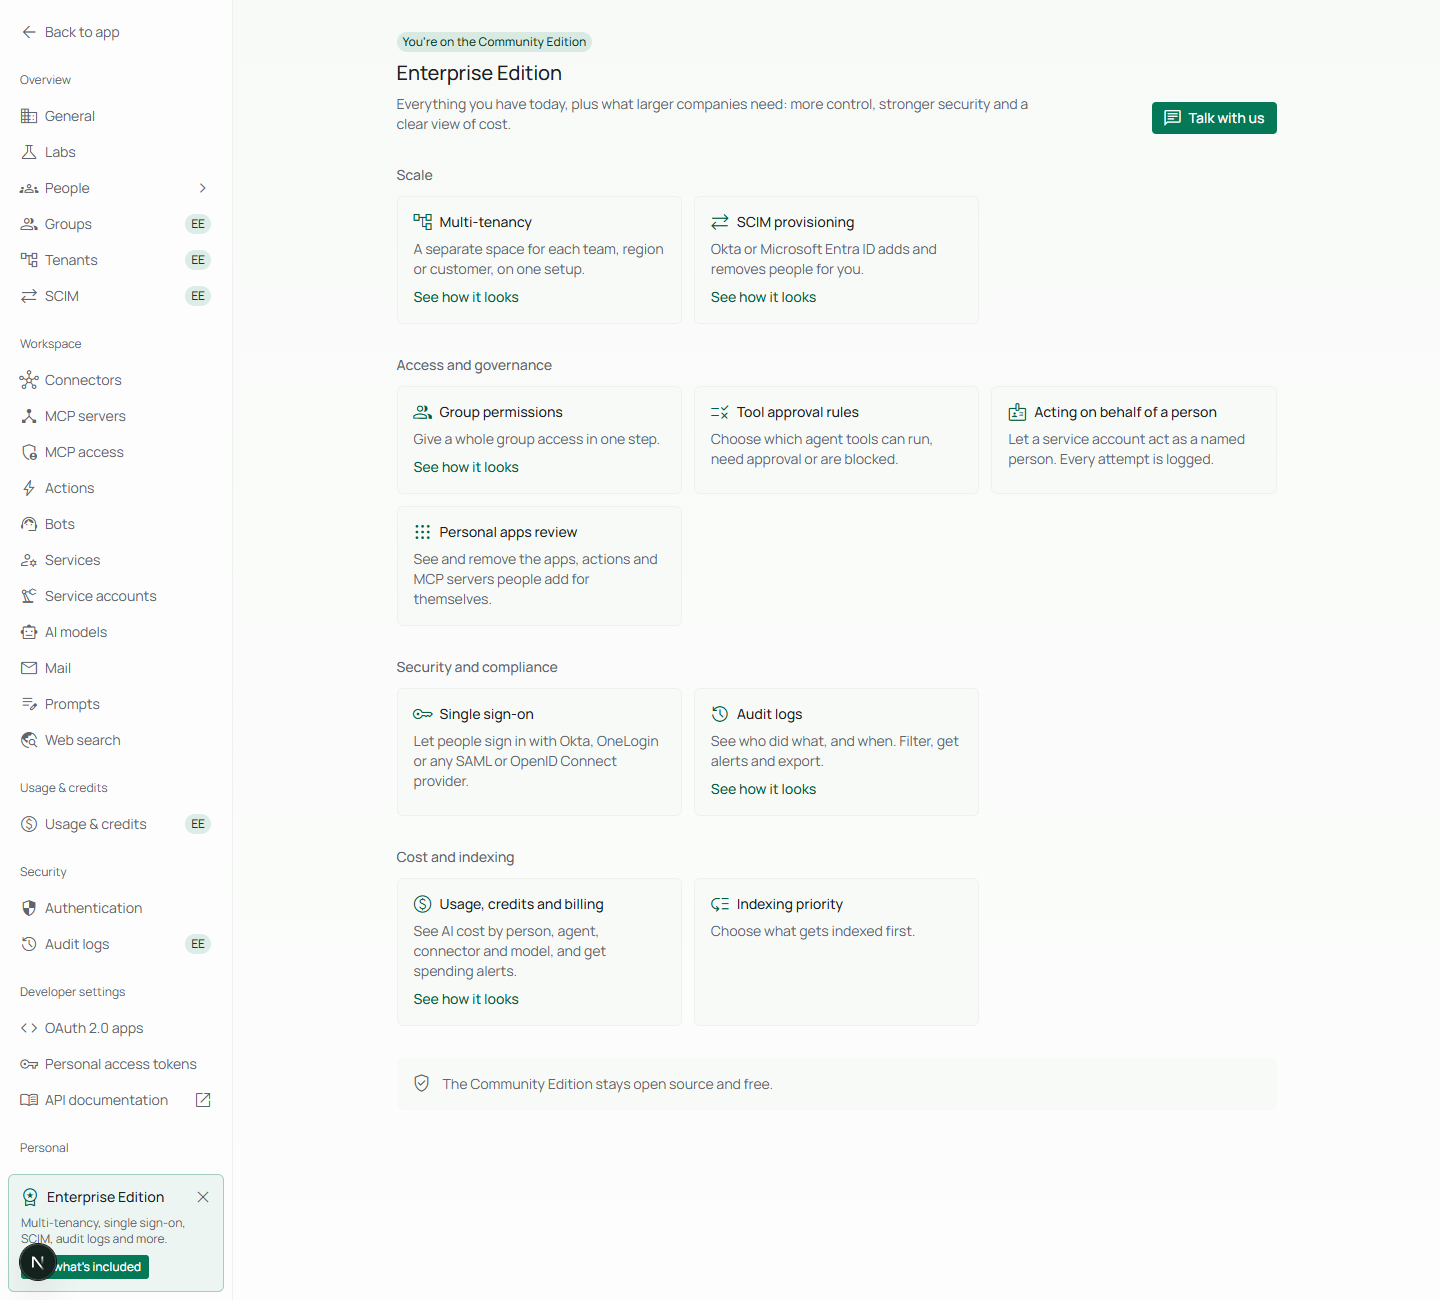 Back to app
Overview
General
Labs
People
Groups EE
Tenants EE
SCIM EE
Workspace
Connectors
MCP servers
MCP access
Actions
Bots
Services
Service accounts
AI models
Mail
Prompts
Web search
Usage & credits
Usage & credits EE
Security
Authentication
Audit logs EE
Developer settings
OAuth 2.0 apps
Personal access tokens
API documentation
Personal
Enterprise Edition
Multi-tenancy, single sign-on,
SCIM, audit logs and more.
what's included
N
You're on the Community Edition
Enterprise Edition
Everything you have today, plus what larger companies need: more control, stronger security and a
clear view of cost.
Talk with us
Scale
Multi-tenancy
A separate space for each team, region
or customer, on one setup.
See how it looks
SCIM provisioning
Okta or Microsoft Entra ID adds and
removes people for you.
See how it looks
Access and governance
Group permissions
Give a whole group access in one step.
See how it looks
Tool approval rules
Choose which agent tools can run,
need approval or are blocked.
Acting on behalf of a person
Let a service account act as a named
person. Every attempt is logged.
Personal apps review
See and remove the apps, actions and
MCP servers people add for
themselves.
Security and compliance
Single sign-on
Let people sign in with Okta, OneLogin
or any SAML or OpenID Connect
provider.
Audit logs
See who did what, and when. Filter, get
alerts and export.
See how it looks
Cost and indexing
Usage, credits and billing
See AI cost by person, agent,
connector and model, and get
spending alerts.
See how it looks
Indexing priority
Choose what gets indexed first.
The Community Edition stays open source and free.